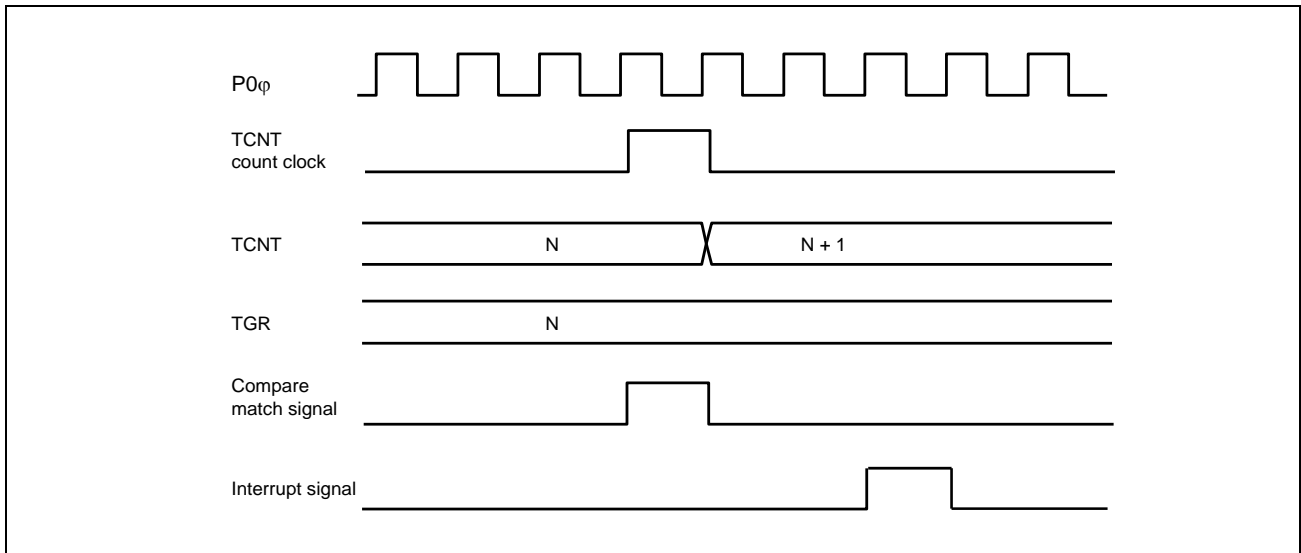 P0φ
TCNT
count clock
TCNT
N
N + 1
TGR
N
Compare
match signal
Interrupt signal